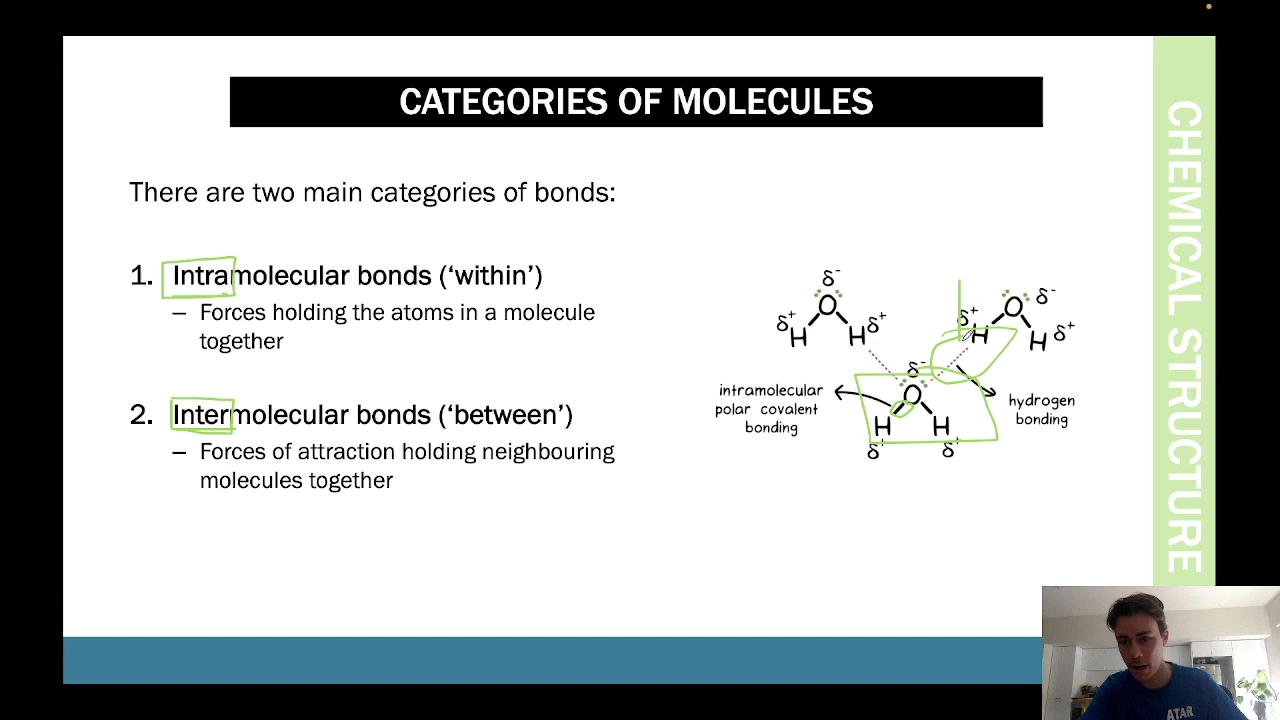 CATEGORIES OF MOLECULES
There are two main categories of bonds:
1. Intramolecular bonds (‘within’)
– Forces holding the atoms in a molecule
together
2. Intermolecular bonds (‘between’)
– Forces of attraction holding neighbouring
molecules together
δ-
O
δ+ H H δ+
δ-
O
δ+ H H δ+
δ-
O
H H
δ+ δ+
intramolecular
polar covalent
bonding
hydrogen
bonding
CHEMICAL STRUCTURE
ATAR